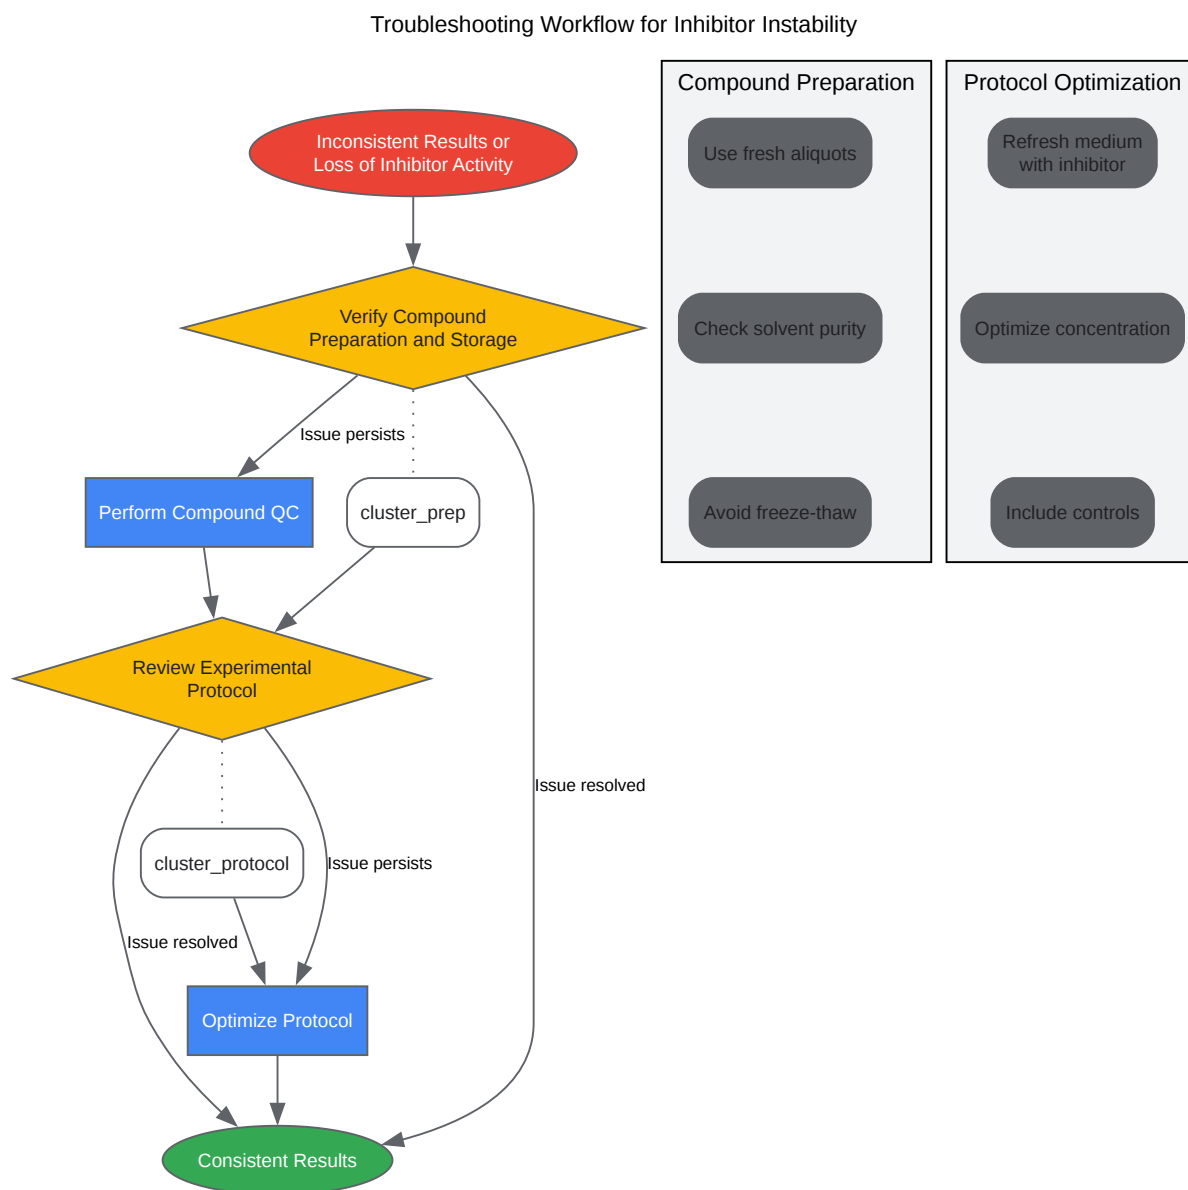 Troubleshooting Workflow for Inhibitor Instability
Inconsistent Results or
Loss of Inhibitor Activity
Verify Compound
Preparation and Storage
Issue persists
Perform Compound QC
cluster_prep
Review Experimental
Protocol
Issue resolved
cluster_protocol
Issue persists
Issue resolved
Optimize Protocol
Consistent Results
Compound Preparation
Use fresh aliquots
Check solvent purity
Avoid freeze-thaw
Protocol Optimization
Refresh medium
with inhibitor
Optimize concentration
Include controls